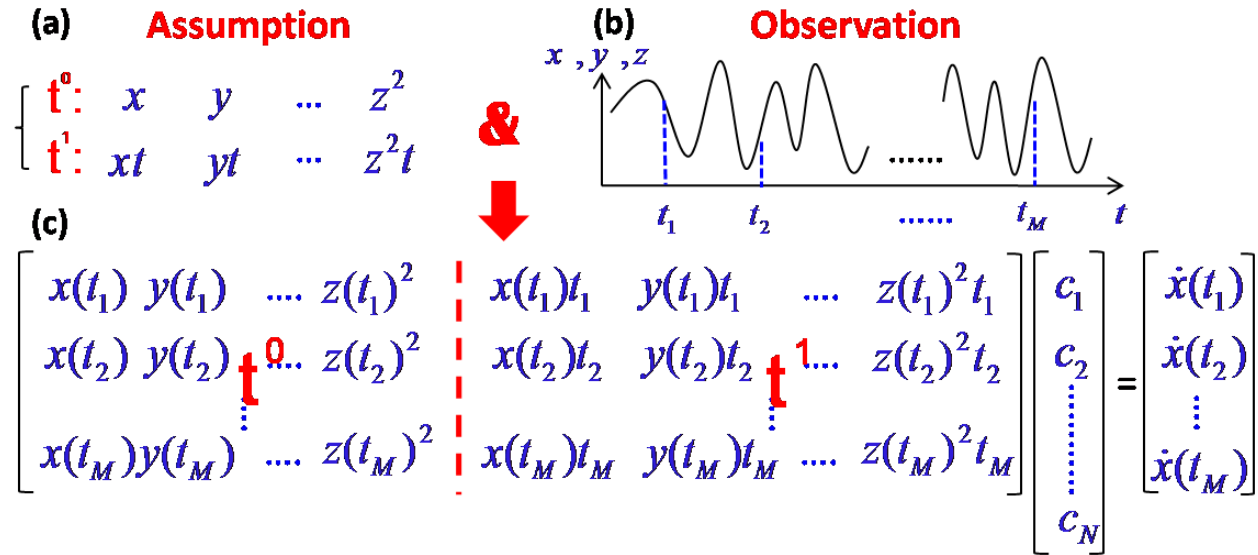 (a) Assumption (b) Observation
x , y , z
t⁰: x y ... z²
t¹: xt yt ... z²t
&
......
t₁ t₂ ...... t_M t
(c)
x(t₁) y(t₁) .... z(t₁)² x(t₁)t₁ y(t₁)t₁ .... z(t₁)²t₁ c₁ ẋ(t₁)
x(t₂) y(t₂) .... z(t₂)² x(t₂)t₂ y(t₂)t₂ .... z(t₂)²t₂ c₂ = ẋ(t₂)
t⁰ t¹
x(t_M)y(t_M) .... z(t_M)² x(t_M)t_M y(t_M)t_M .... z(t_M)²t_M ẋ(t_M)
c_N